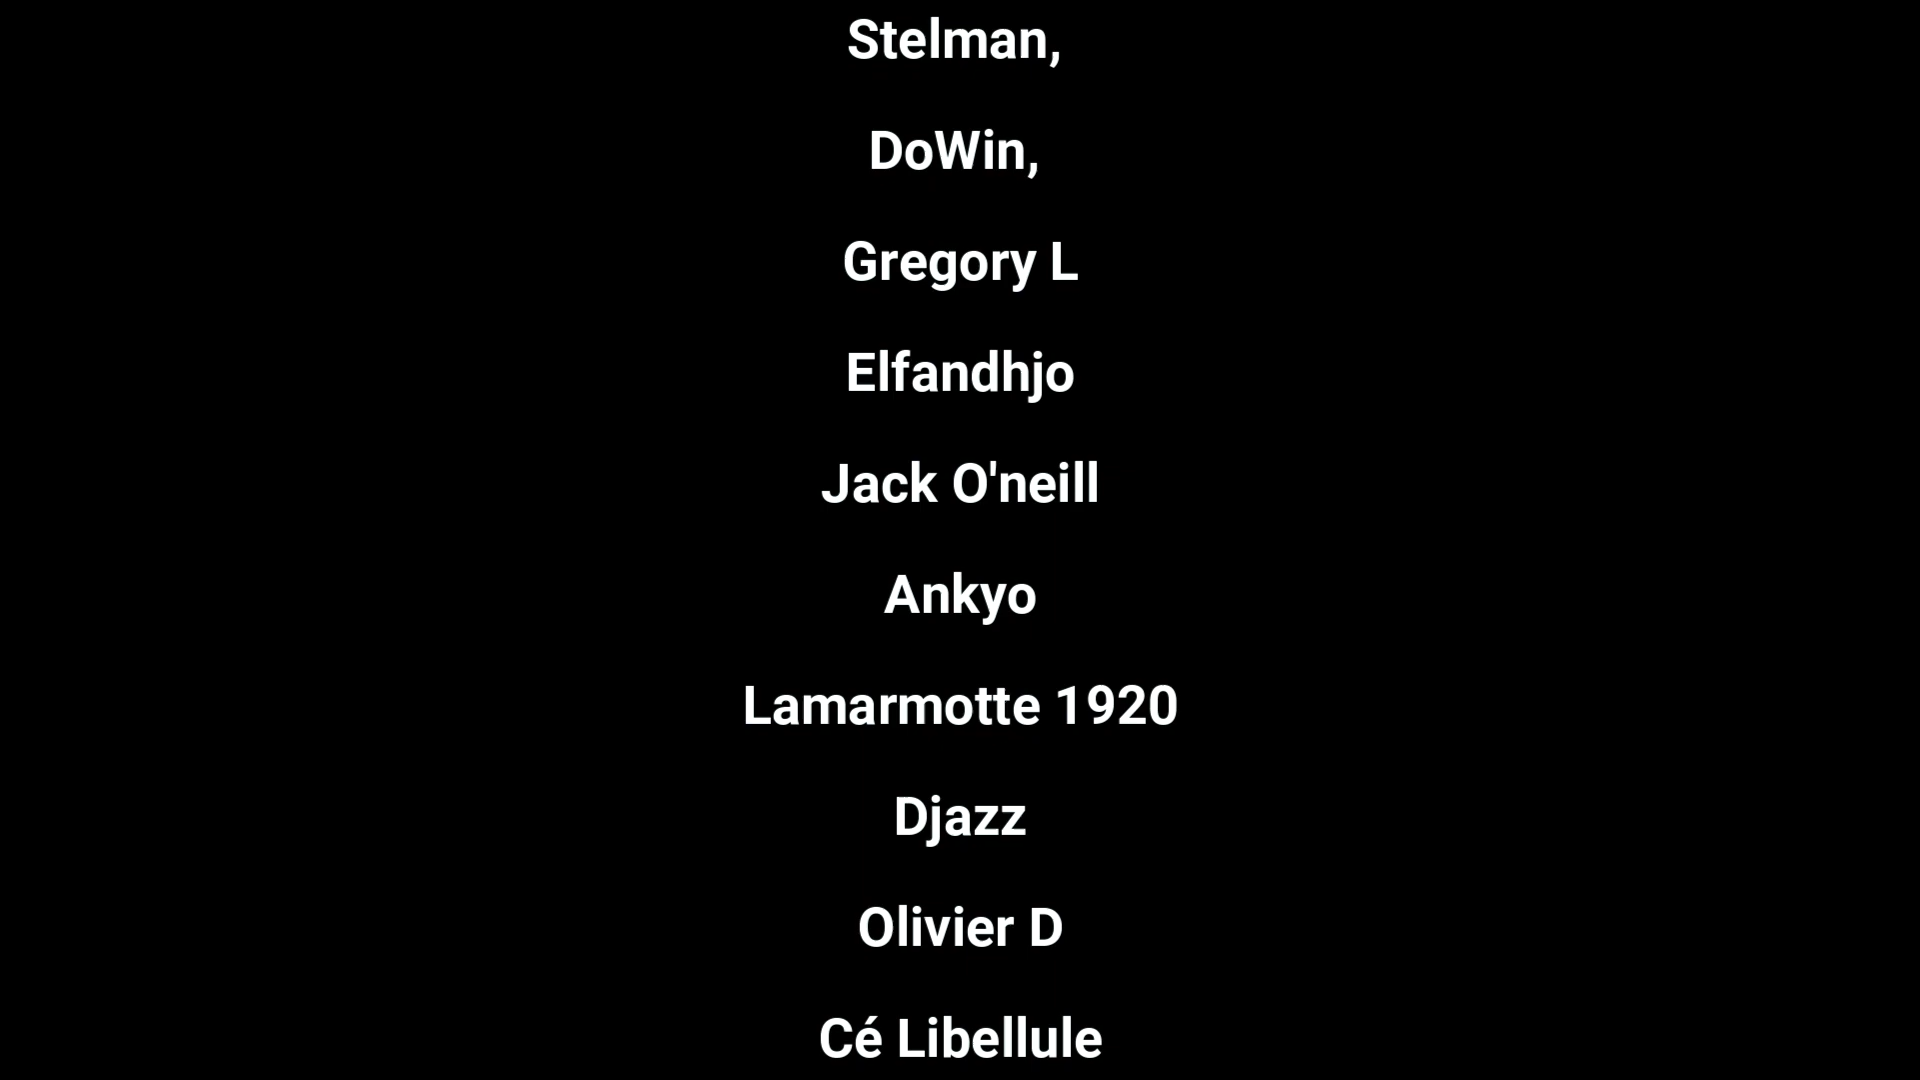 Stelman,
DoWin,
Gregory L
Elfandhjo
Jack O'neill
Ankyo
Lamarmotte 1920
Djazz
Olivier D
Cé Libellule